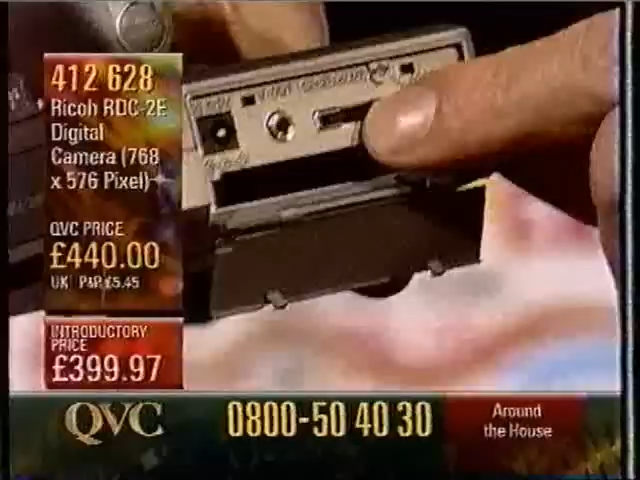 412 628
Ricoh RDC-2E
Digital
Camera (768
x 576 Pixel)
QVC PRICE
£440.00
UK P&P £5.45
INTRODUCTORY
PRICE
£399.97
QVC
0800-50 40 30
Around
the House